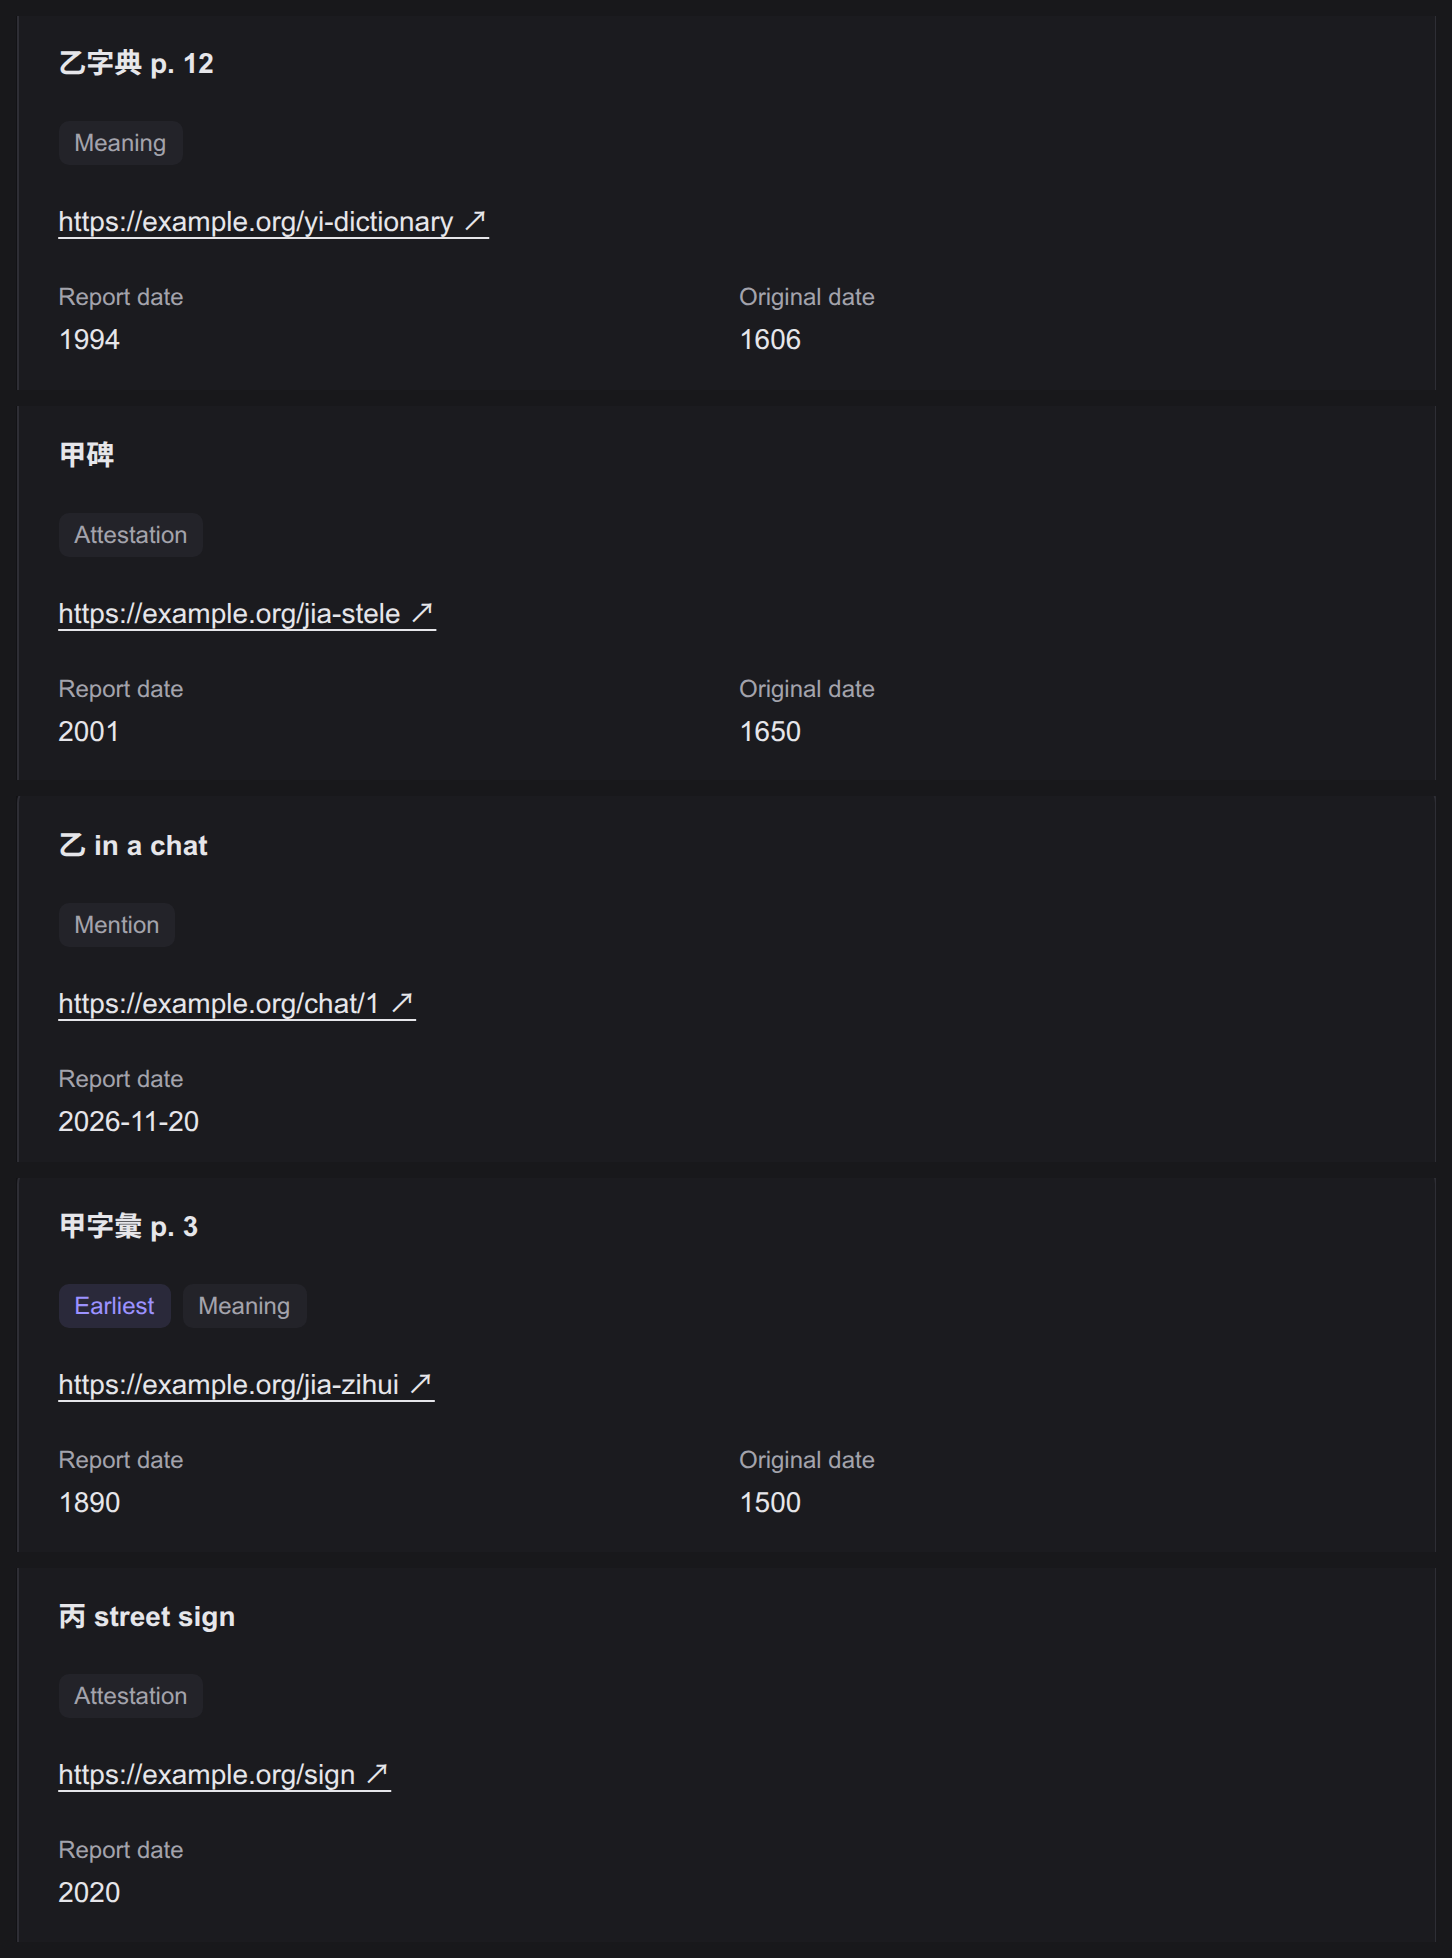 乙字典 p. 12
Meaning
https://example.org/yi-dictionary ↗
Report date
Original date
1994
1606
甲碑
Attestation
https://example.org/jia-stele ↗
Report date
Original date
2001
1650
乙 in a chat
Mention
https://example.org/chat/1 ↗
Report date
2026-11-20
甲字彙 p. 3
Earliest
Meaning
https://example.org/jia-zihui ↗
Report date
Original date
1890
1500
丙 street sign
Attestation
https://example.org/sign ↗
Report date
2020